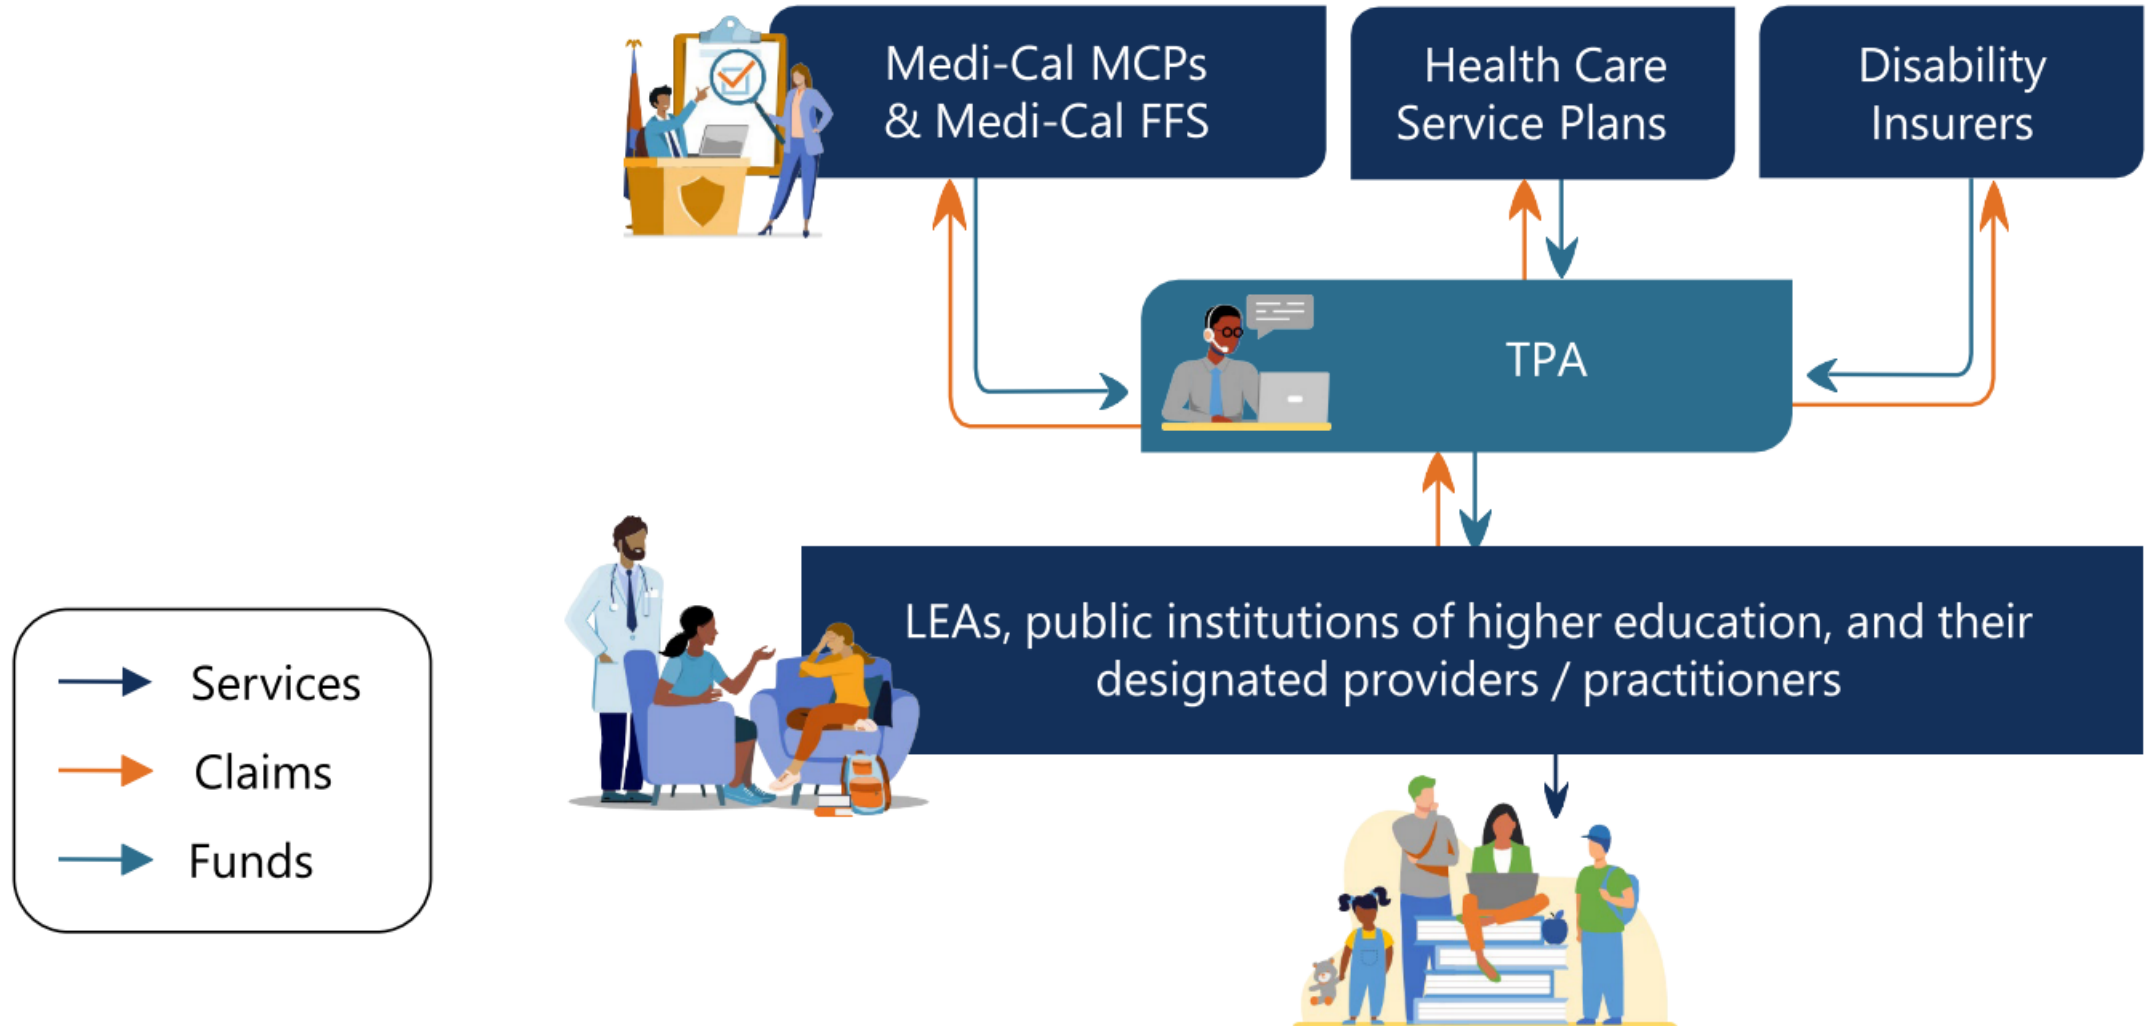 Medi-Cal MCPs
& Medi-Cal FFS
Health Care
Service Plans
Disability
Insurers
TPA
LEAs, public institutions of higher education, and their
designated providers / practitioners
Services
Claims
Funds